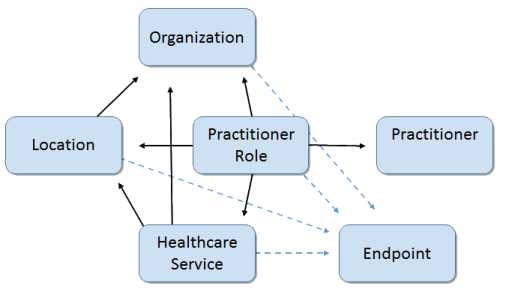 Organization
Location
Practitioner
Role
Practitioner
Healthcare
Service
Endpoint